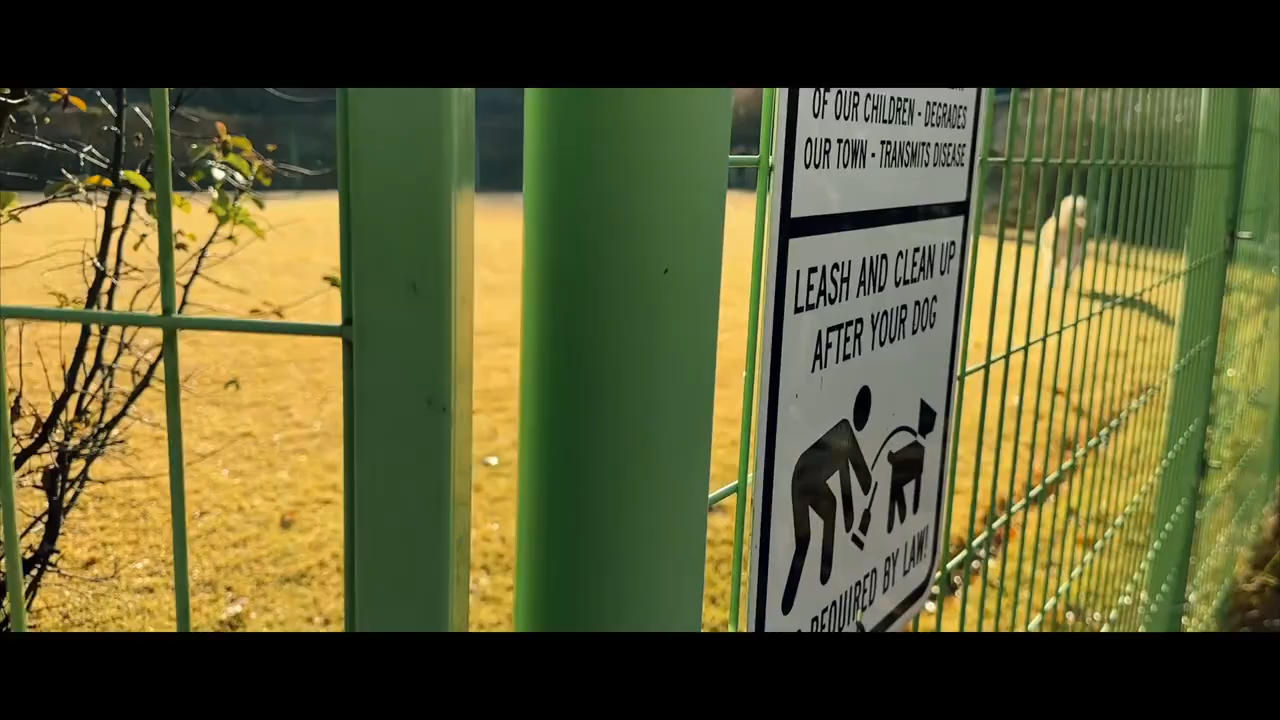 OF OUR CHILDREN - DEGRADES
OUR TOWN - TRANSMITS DISEASE
LEASH AND CLEAN UP
AFTER YOUR DOG
REQUIRED BY LAW!